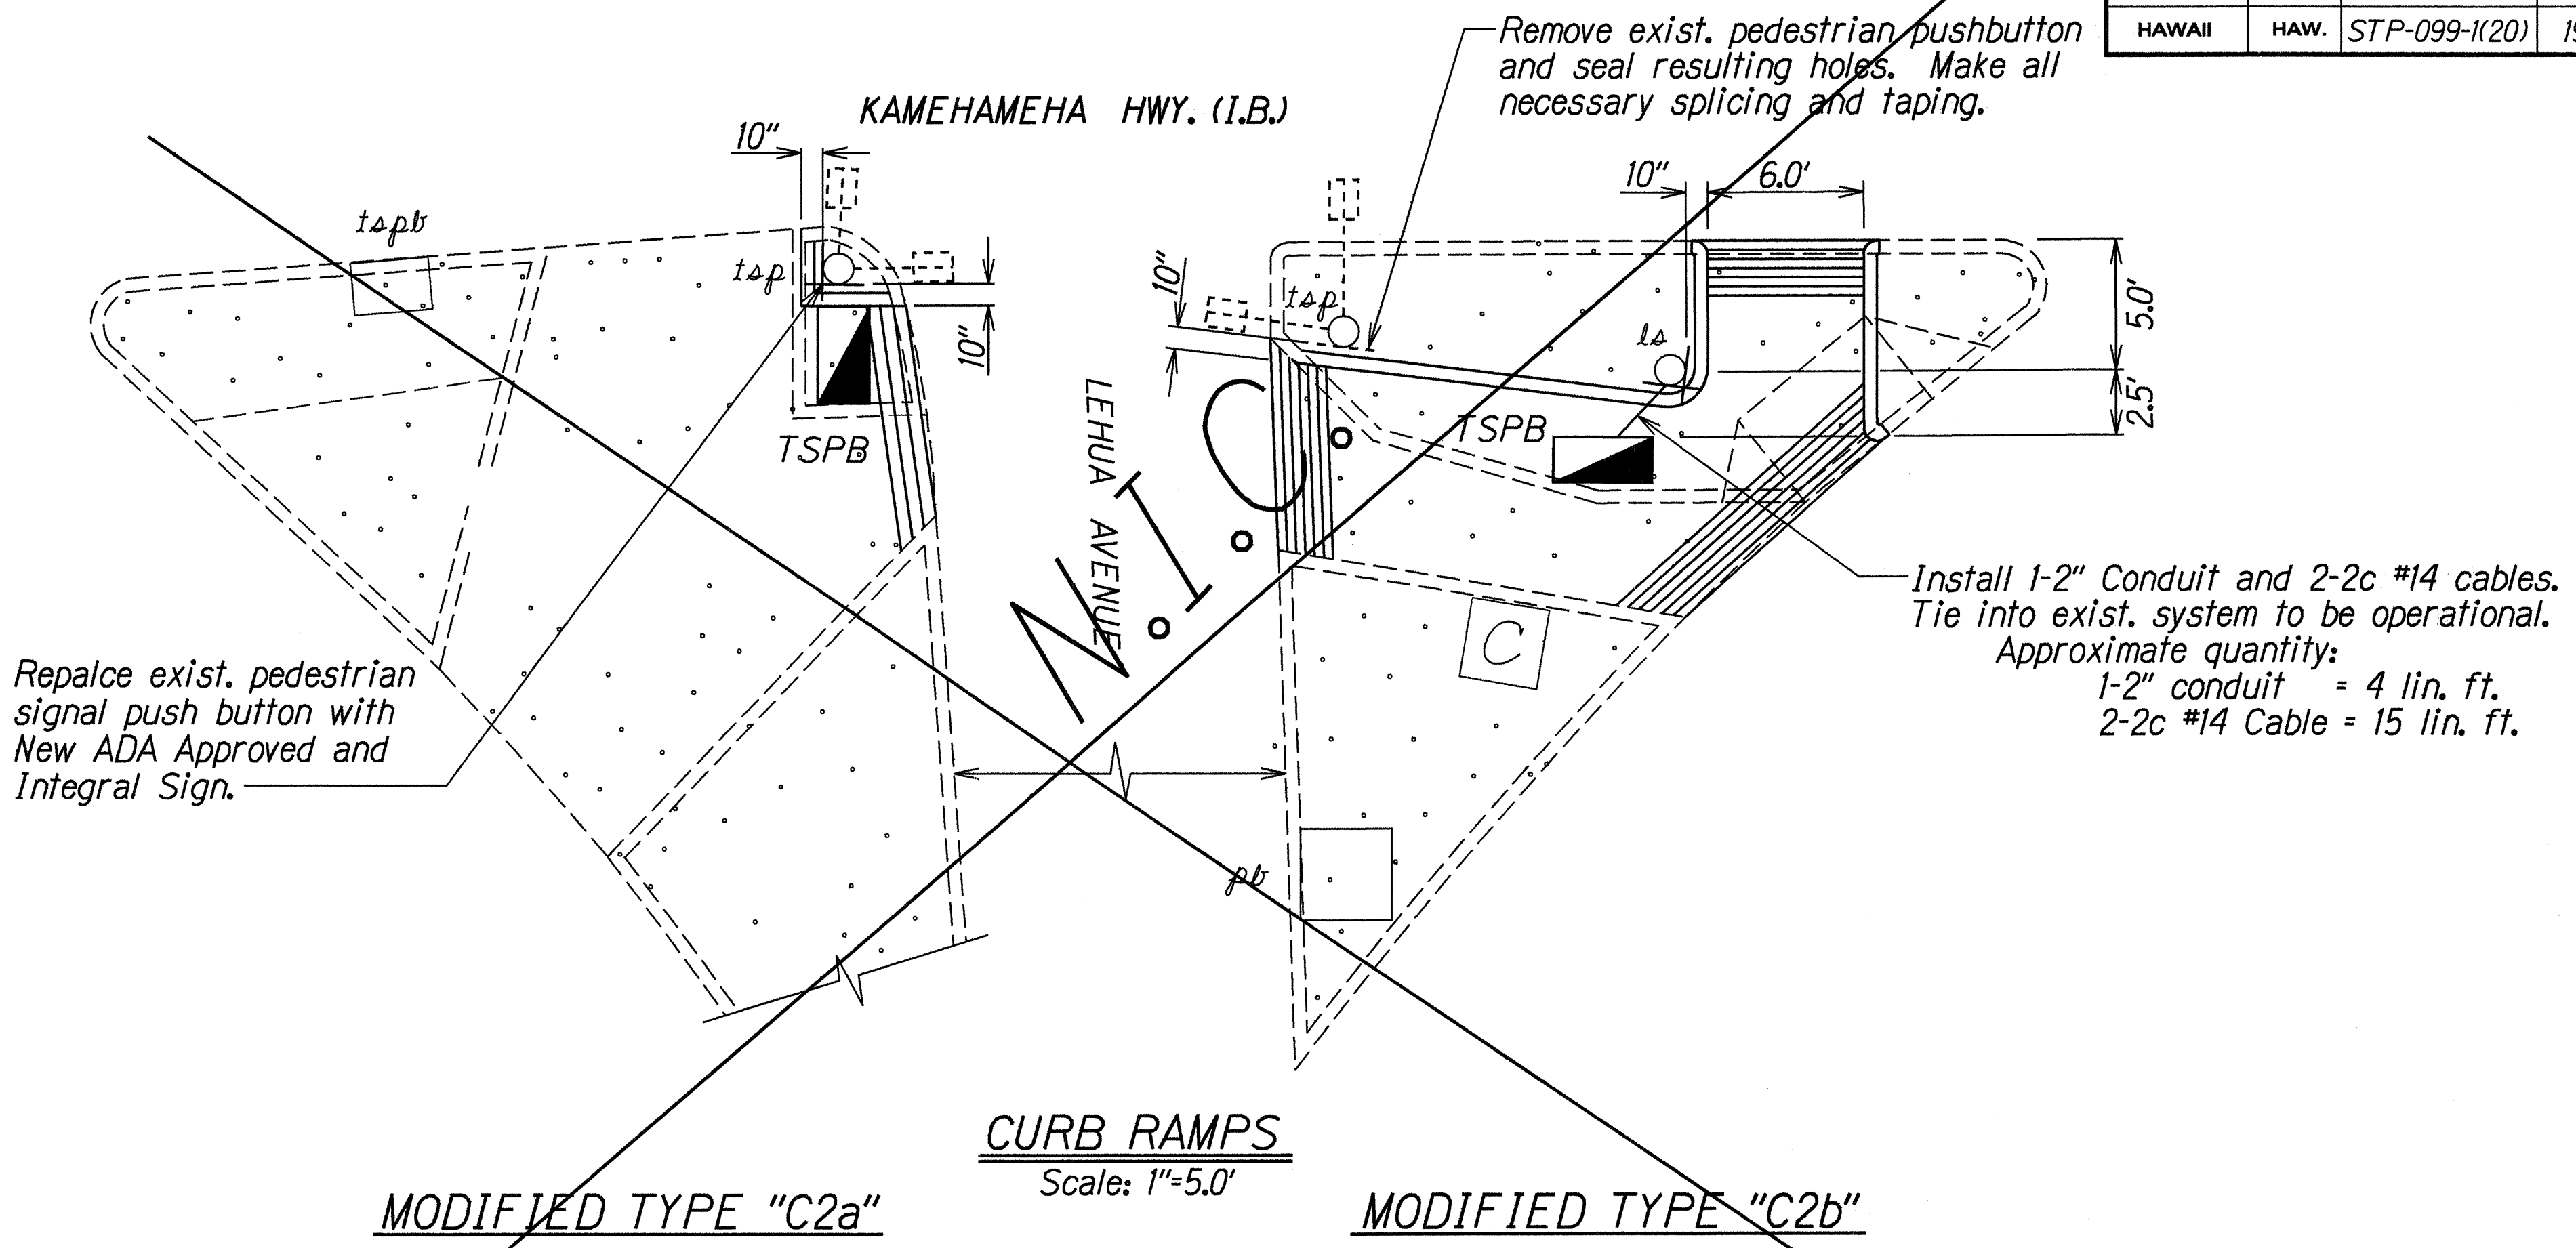 HAWAII HAW. STP-099-1(20)
Remove exist. pedestrian pushbutton
and seal resulting holes. Make all
necessary splicing and taping.
KAMEHAMEHA HWY. (I.B.)
10"
10"
6.0'
tspb
tsp
10"
TSPB
10"
tsp
ls
TSPB
5.0'
2.5'
LEHUA AVENUE
N.I.C.
C
pb
Repalce exist. pedestrian
signal push button with
New ADA Approved and
Integral Sign.
Install 1-2" Conduit and 2-2c #14 cables.
Tie into exist. system to be operational.
Approximate quantity:
1-2" conduit = 4 lin. ft.
2-2c #14 Cable = 15 lin. ft.
CURB RAMPS
Scale: 1"=5.0'
MODIFIED TYPE "C2a"
MODIFIED TYPE "C2b"